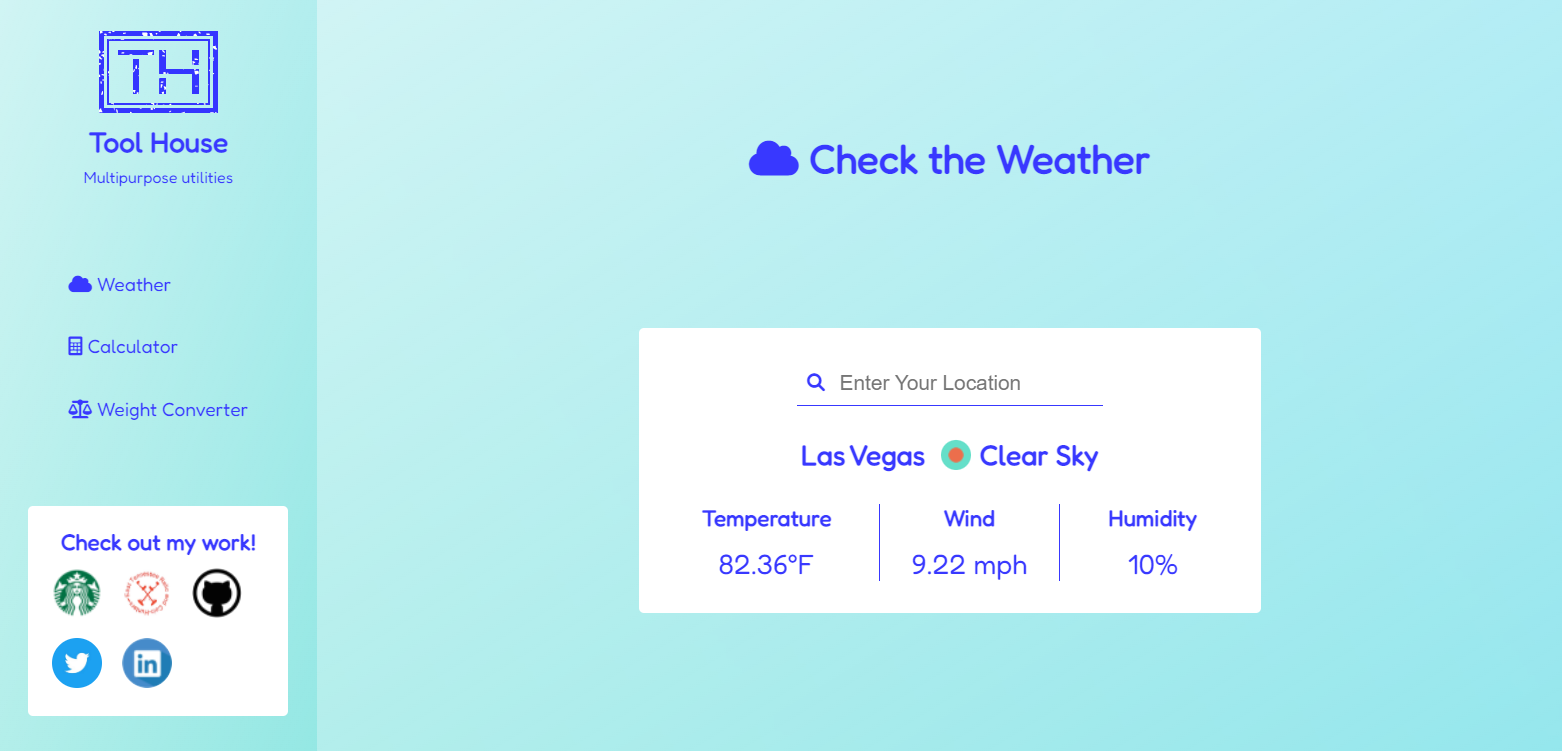 TH
Tool House
Multipurpose utilities
Weather
Calculator
Weight Converter
Check out my work!
in
Check the Weather
Enter Your Location
Las Vegas Clear Sky
Temperature Wind Humidity
82.36°F 9.22 mph 10%